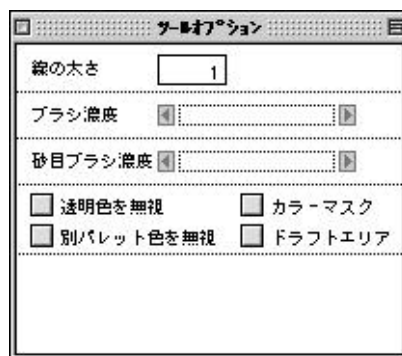 ツールオプション
線の太さ 1
ブラシ濃度
砂目ブラシ濃度
透明色を無視 カラーマスク
別パレット色を無視 ドラフトエリア